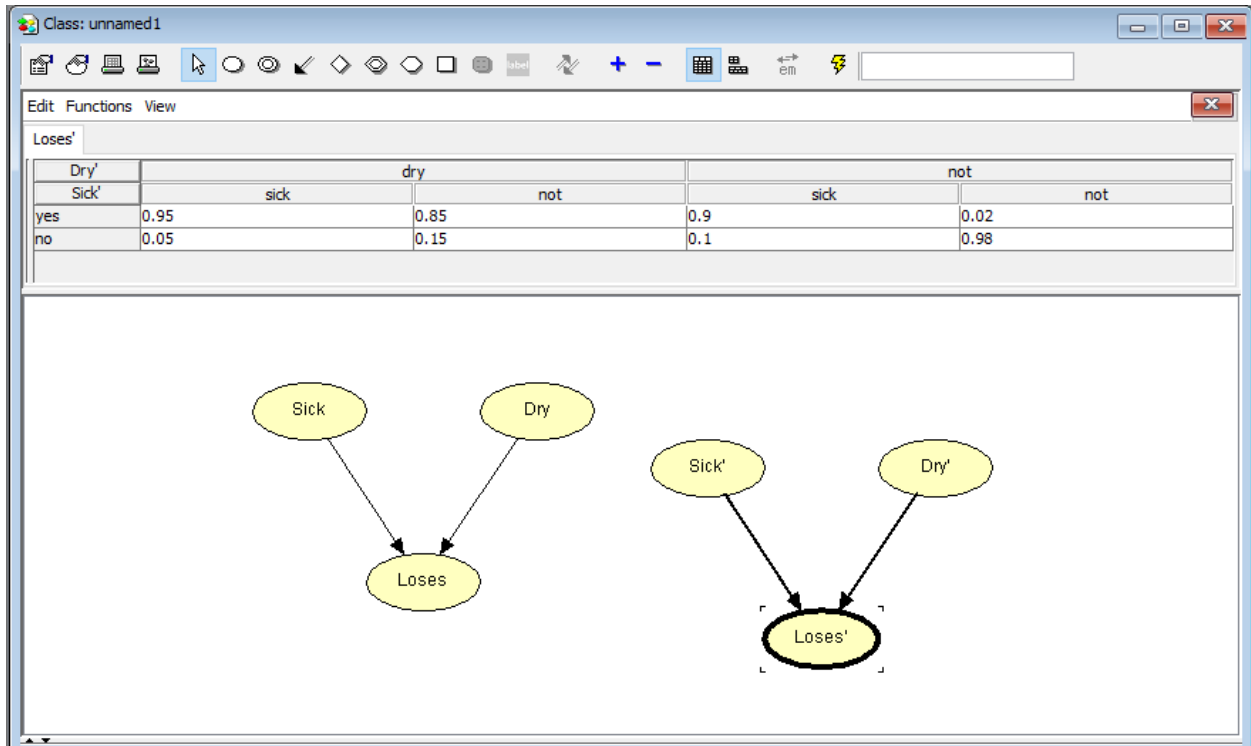 Class: unnamed1
label em
Edit Functions View
Loses'
Dry' dry not
Sick' sick not sick not
yes 0.95 0.85 0.9 0.02
no 0.05 0.15 0.1 0.98
Sick Dry
Sick' Dry'
Loses
Loses'